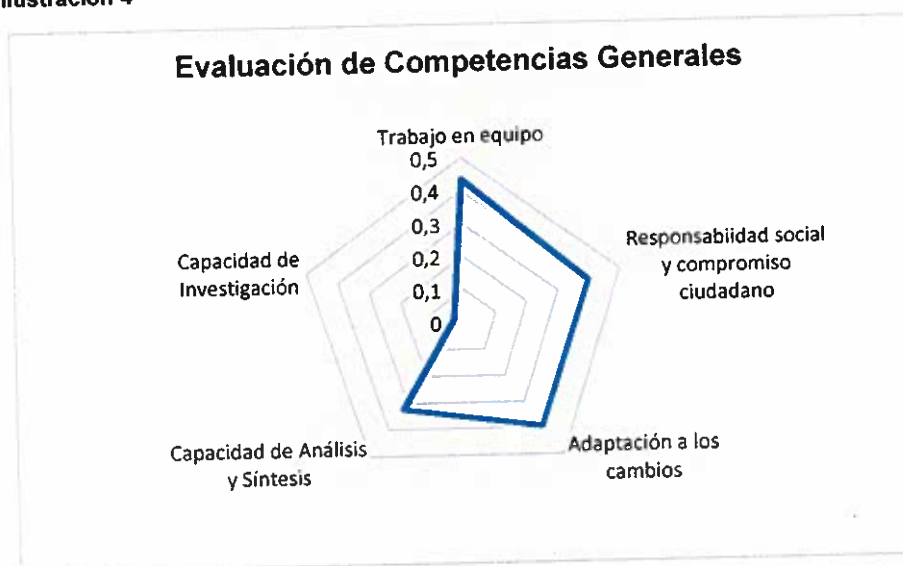 Ilustración 4
Evaluación de Competencias Generales
Trabajo en equipo
0,5
0,4
0,3
0,2
0,1
0
Responsabiidad social
y compromiso
ciudadano
Adaptación a los
cambios
Capacidad de Análisis
y Síntesis
Capacidad de
Investigación